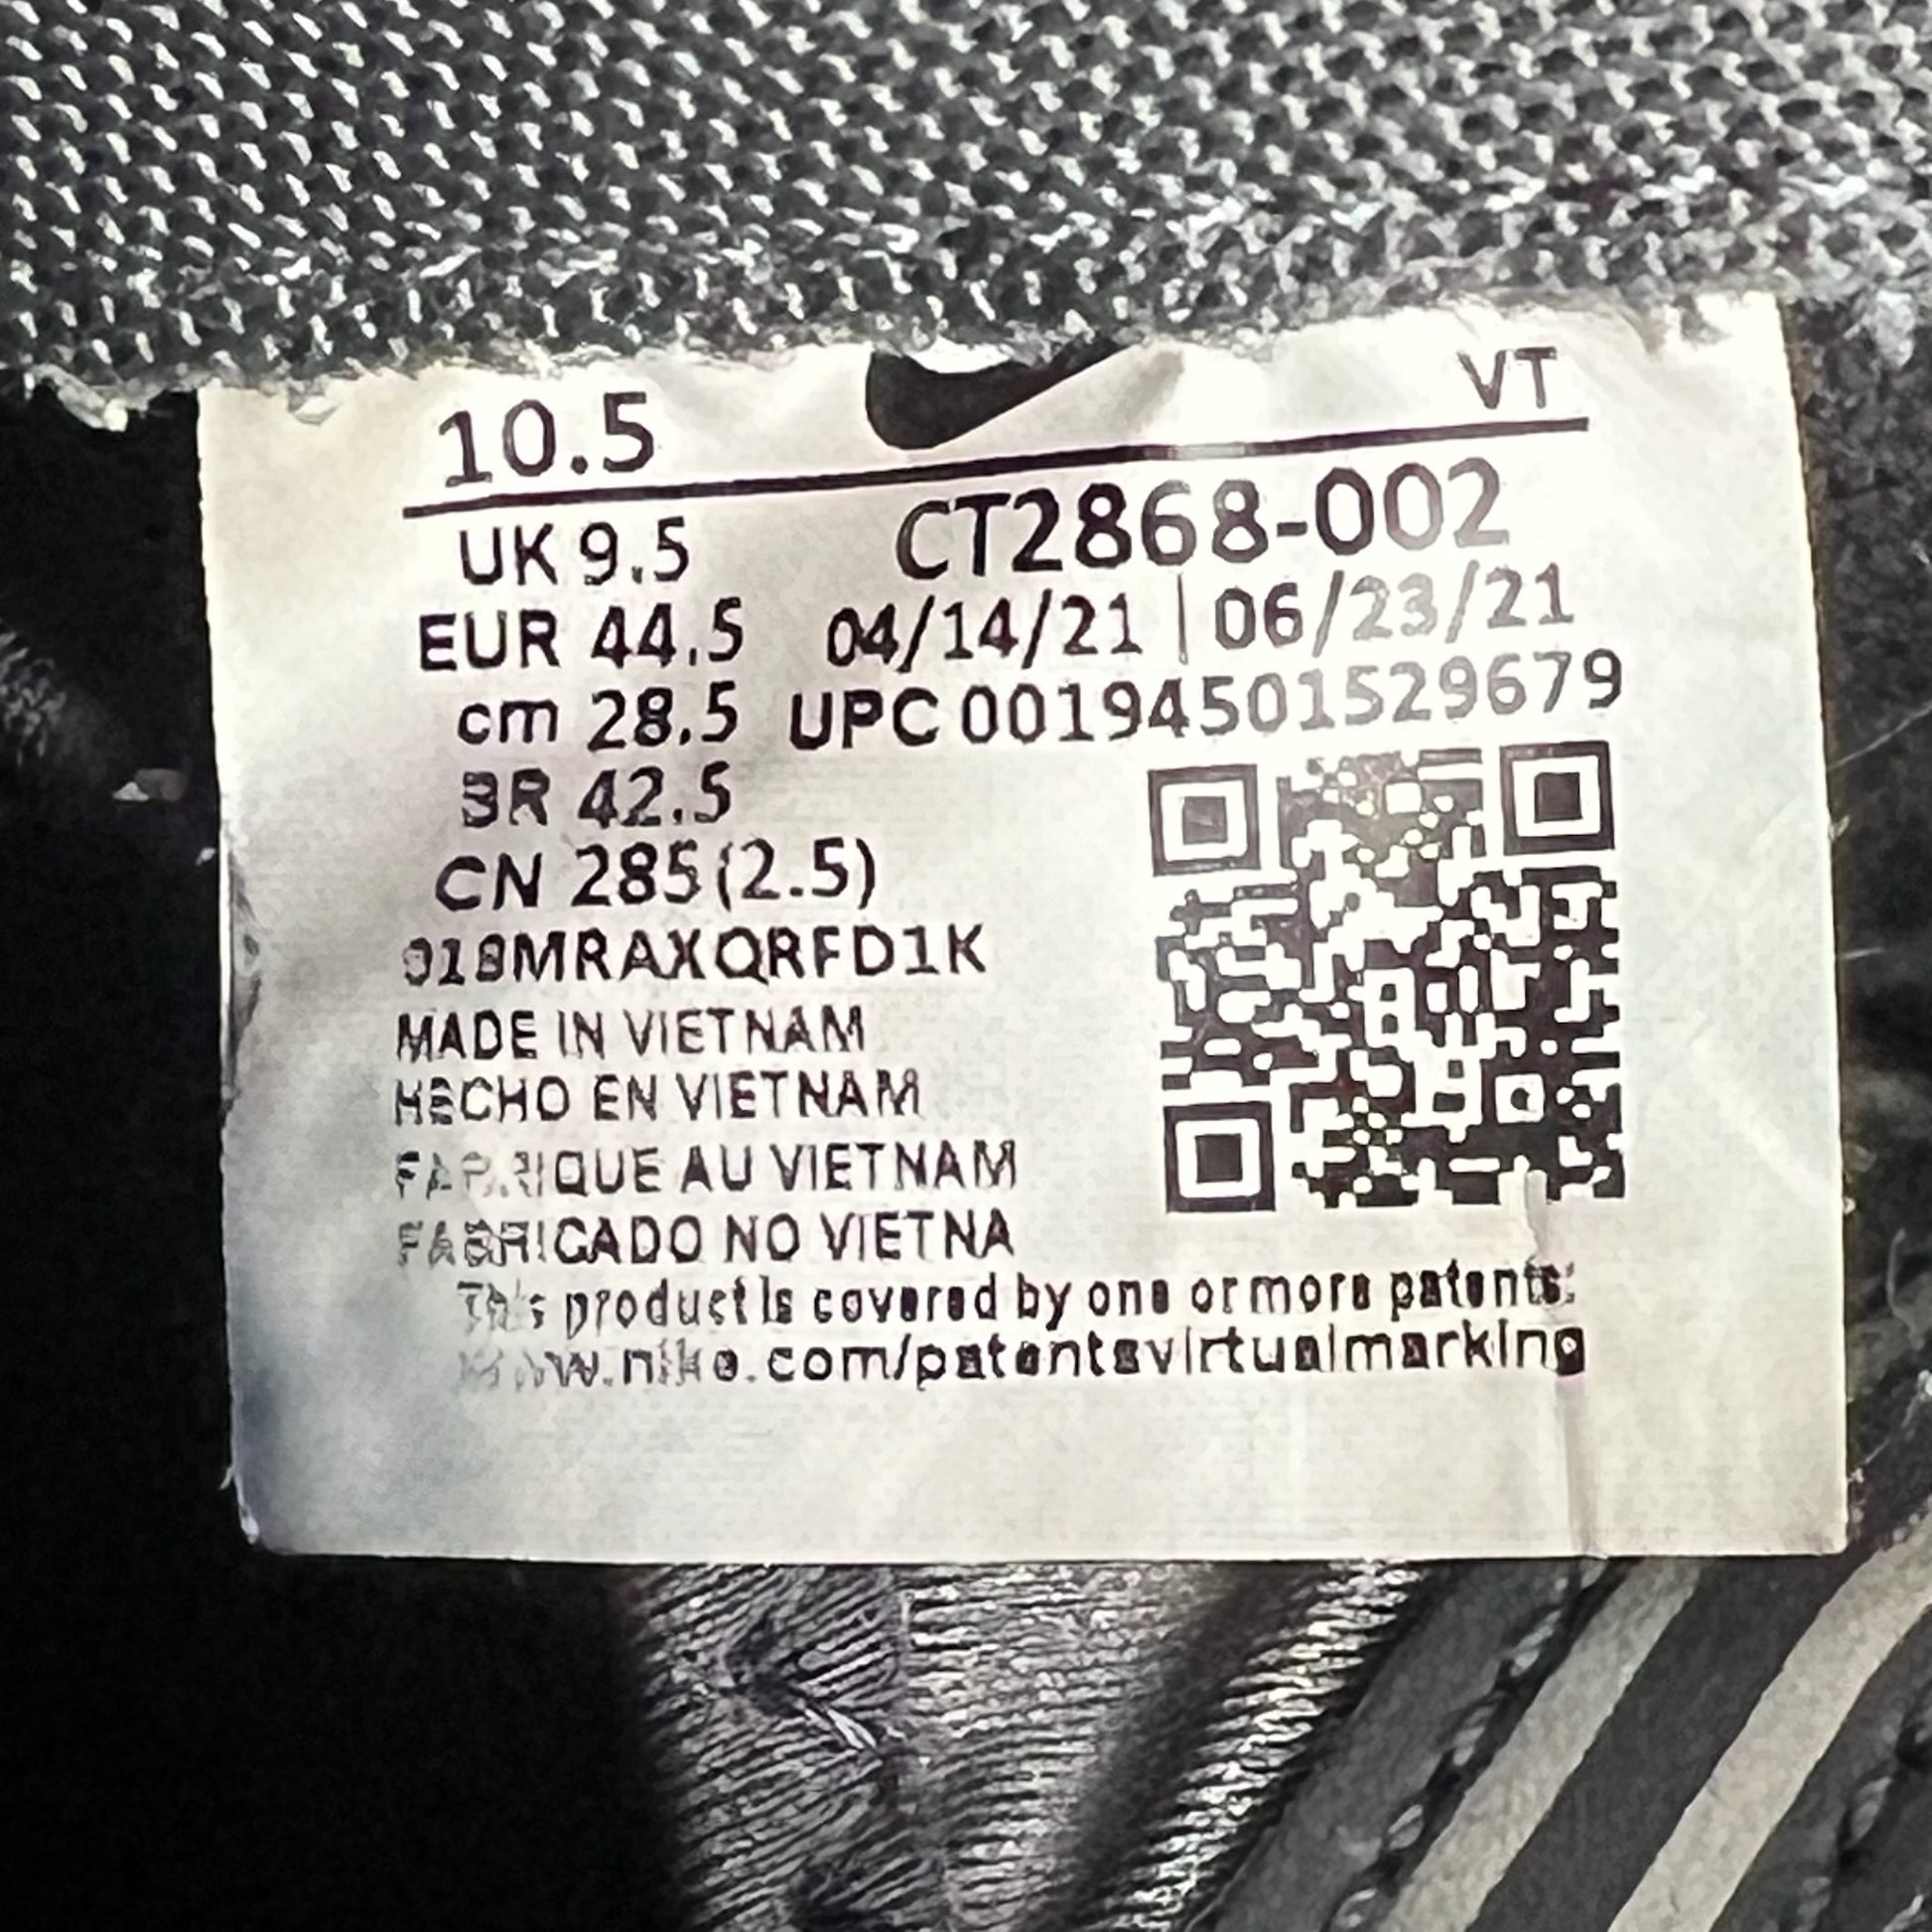 10.5 VT
UK 9.5 CT2868-002
EUR 44.5 04/14/21 | 06/23/21
cm 28.5 UPC 00194501529679
BR 42.5
CN 285(2.5)
MADE IN VIETNAM
HECHO EN VIETNAM
FABRIQUE AU VIETNAM
FABRICADO NO VIETNA
This product is covered by one or more patents:
www.nike.com/patentsvirtualmarking